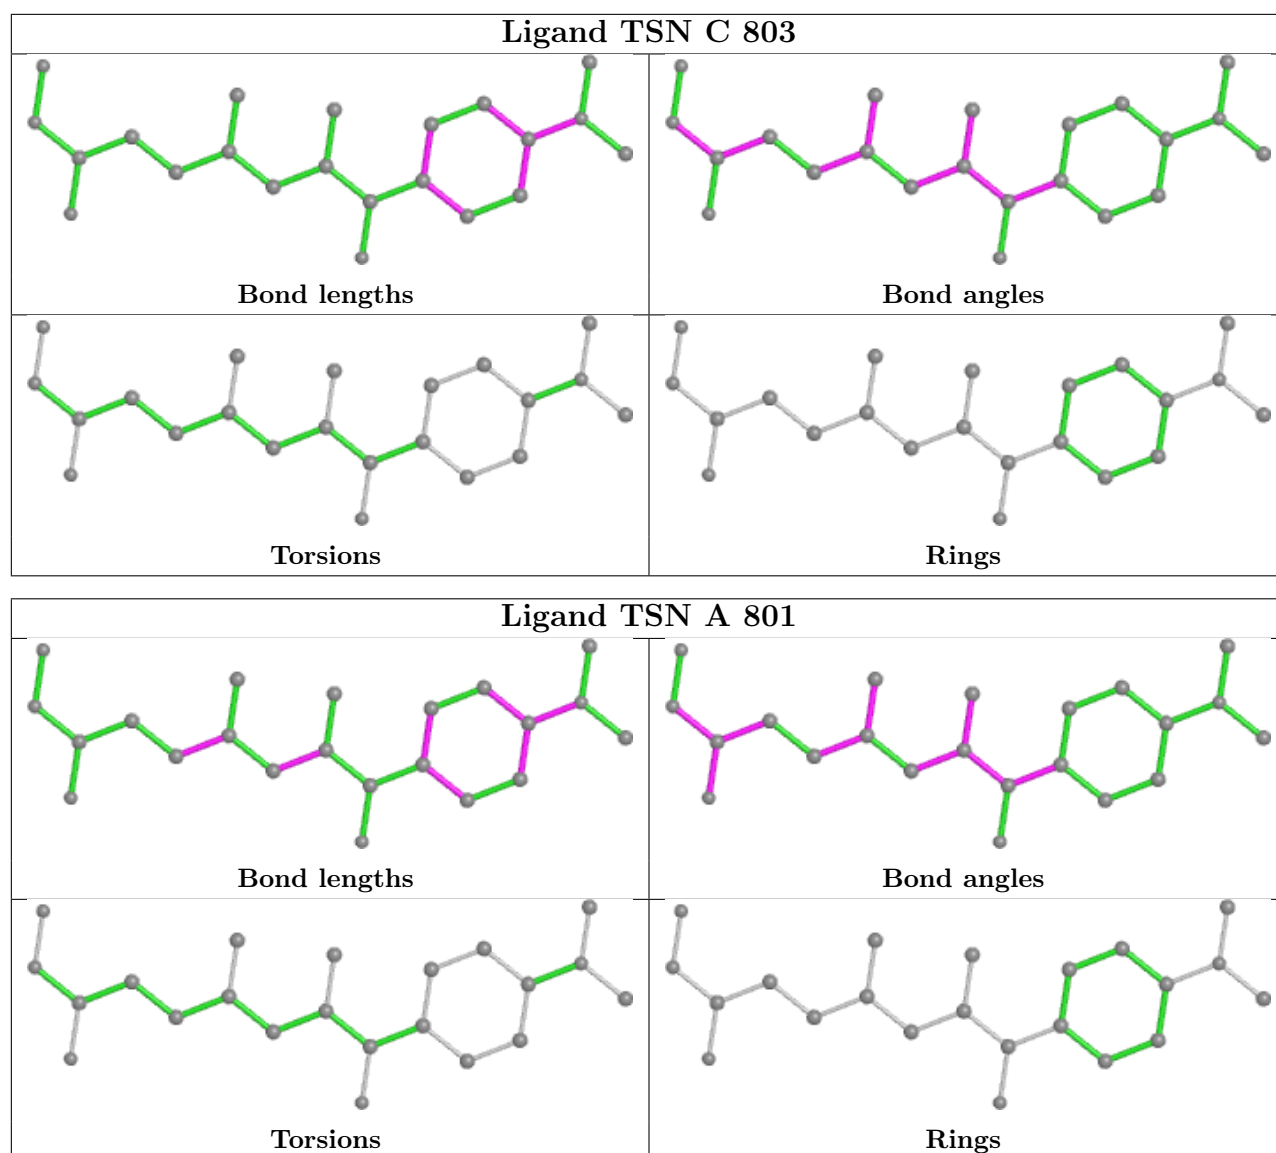 Ligand TSN C 803
Bond lengths
Bond angles
Torsions
Rings
Ligand TSN A 801
Bond lengths
Bond angles
Torsions
Rings